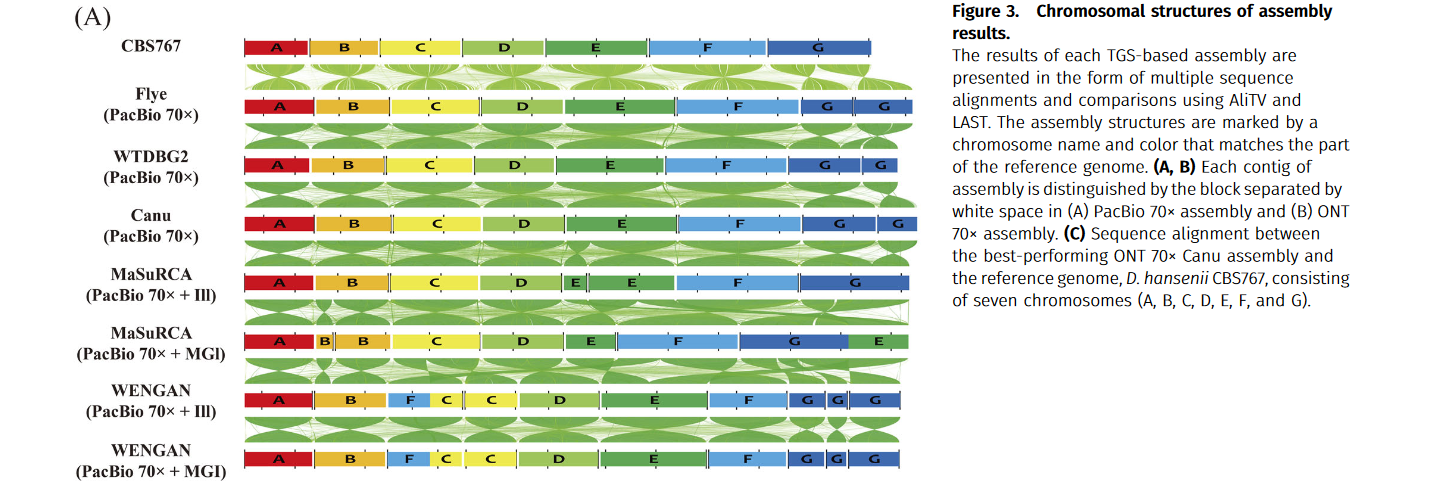 (A)
CBS767
A B C D E F G
Flye
(PacBio 70×)
A B C D E F G G
WTDBG2
(PacBio 70×)
A B C D E F G G
Canu
(PacBio 70×)
A B C D E F G G
MaSuRCA
(PacBio 70× + Ill)
A B C D E E F G
MaSuRCA
(PacBio 70× + MGI)
A B B C D E F G E
WENGAN
(PacBio 70× + Ill)
A B F C C D E F G G G
WENGAN
(PacBio 70× + MGI)
A B F C C D E F G G G
Figure 3. Chromosomal structures of assembly
results.
The results of each TGS-based assembly are
presented in the form of multiple sequence
alignments and comparisons using AliTV and
LAST. The assembly structures are marked by a
chromosome name and color that matches the part
of the reference genome. (A, B) Each contig of
assembly is distinguished by the block separated by
white space in (A) PacBio 70× assembly and (B) ONT
70× assembly. (C) Sequence alignment between
the best-performing ONT 70× Canu assembly and
the reference genome, D. hansenii CBS767, consisting
of seven chromosomes (A, B, C, D, E, F, and G).